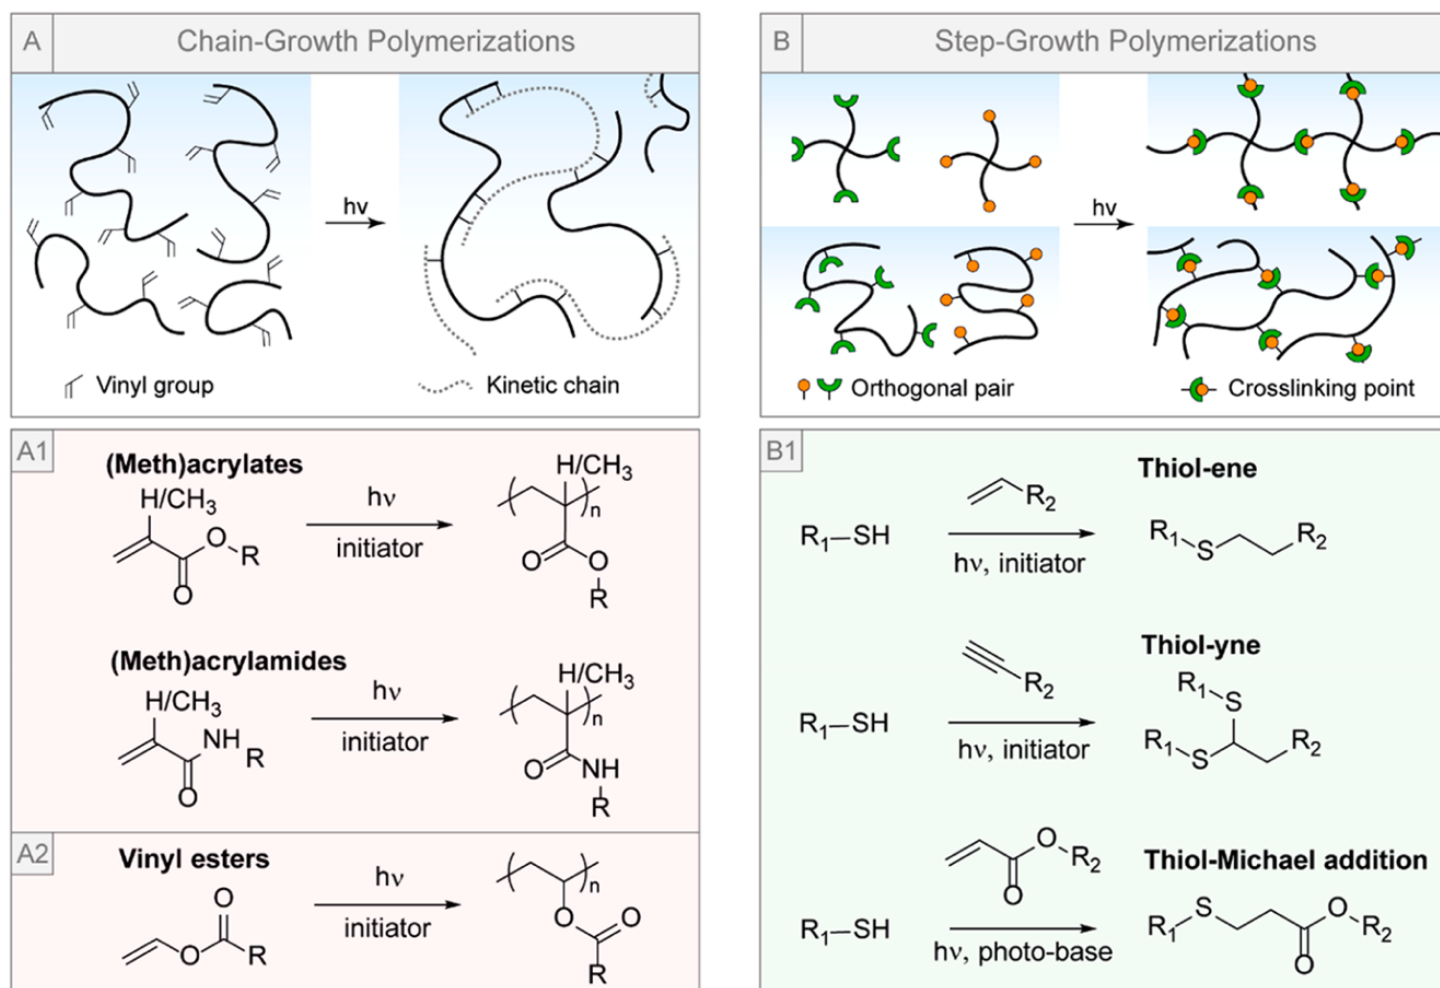 A
Chain-Growth Polymerizations
hν
Vinyl group
Kinetic chain
B
Step-Growth Polymerizations
hν
Orthogonal pair
Crosslinking point
A1
(Meth)acrylates
H/CH₃
O
R
O
hν
initiator
H/CH₃
n
O
O
R
(Meth)acrylamides
H/CH₃
NH
R
O
hν
initiator
H/CH₃
n
O
NH
R
A2
Vinyl esters
O
O
R
hν
initiator
n
O
O
R
B1
Thiol-ene
R₁–SH
R₂
hν, initiator
R₁
S
R₂
Thiol-yne
R₁–SH
R₂
hν, initiator
R₁
S
R₁
S
R₂
Thiol-Michael addition
R₁–SH
O
R₂
O
hν, photo-base
R₁
S
O
R₂
O